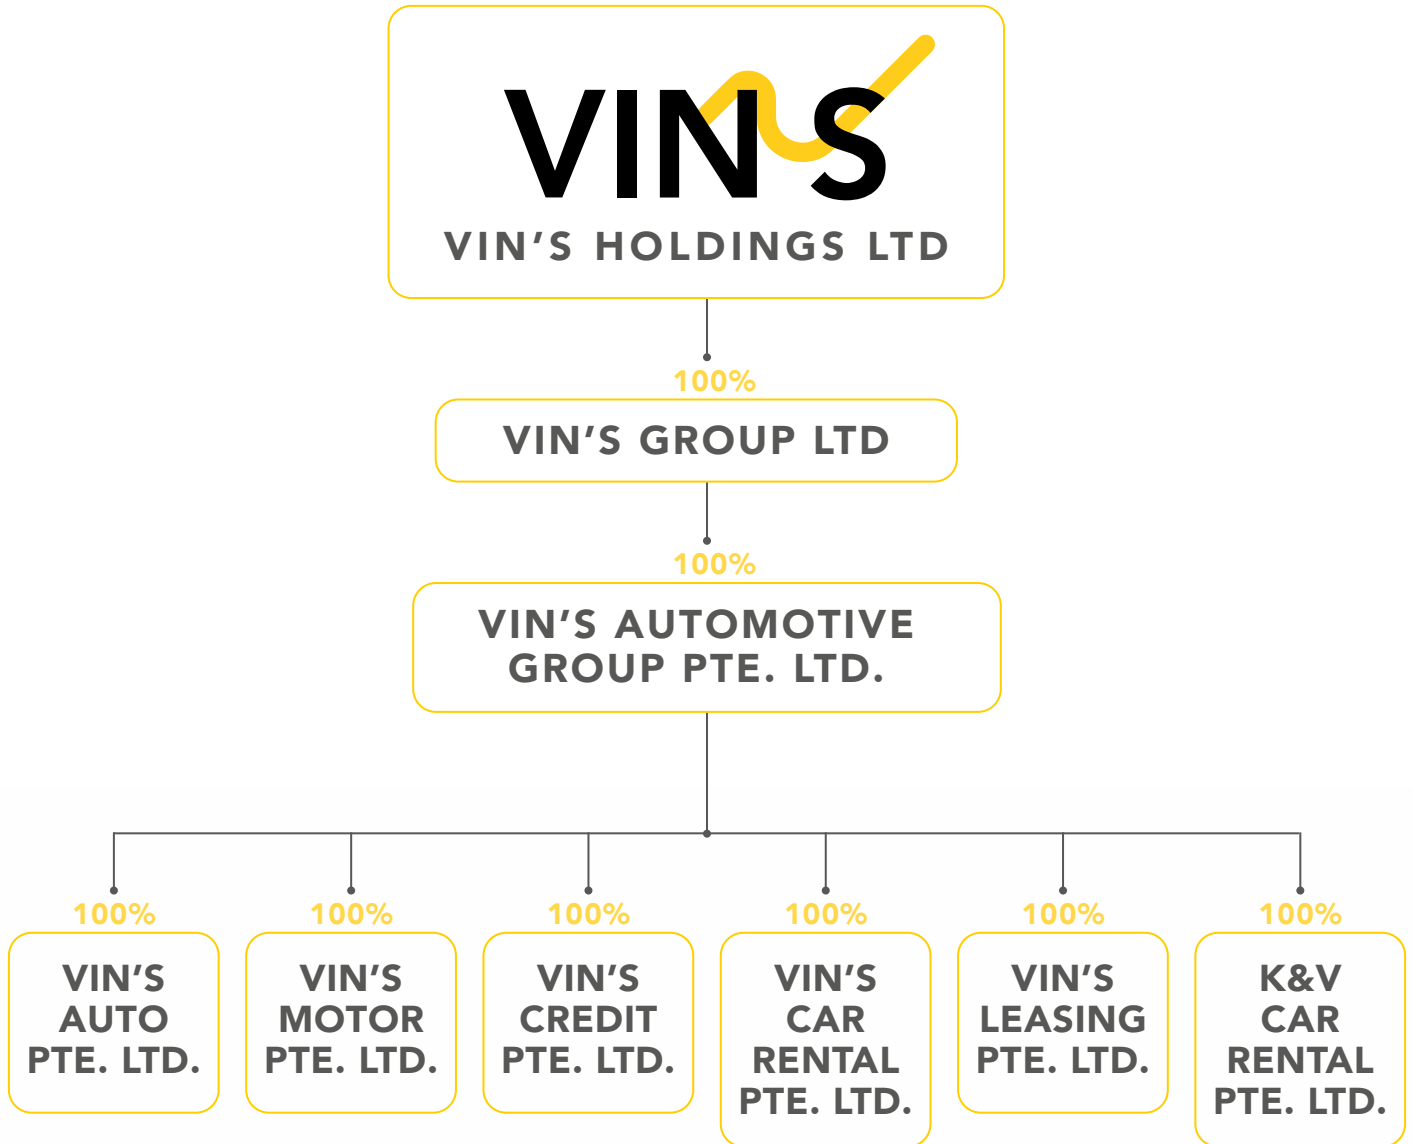 VIN'S
VIN'S HOLDINGS LTD
100%
VIN'S GROUP LTD
100%
VIN'S AUTOMOTIVE
GROUP PTE. LTD.
100%
VIN'S
AUTO
PTE. LTD.
100%
VIN'S
MOTOR
PTE. LTD.
100%
VIN'S
CREDIT
PTE. LTD.
100%
VIN'S
CAR
RENTAL
PTE. LTD.
100%
VIN'S
LEASING
PTE. LTD.
100%
K&V
CAR
RENTAL
PTE. LTD.